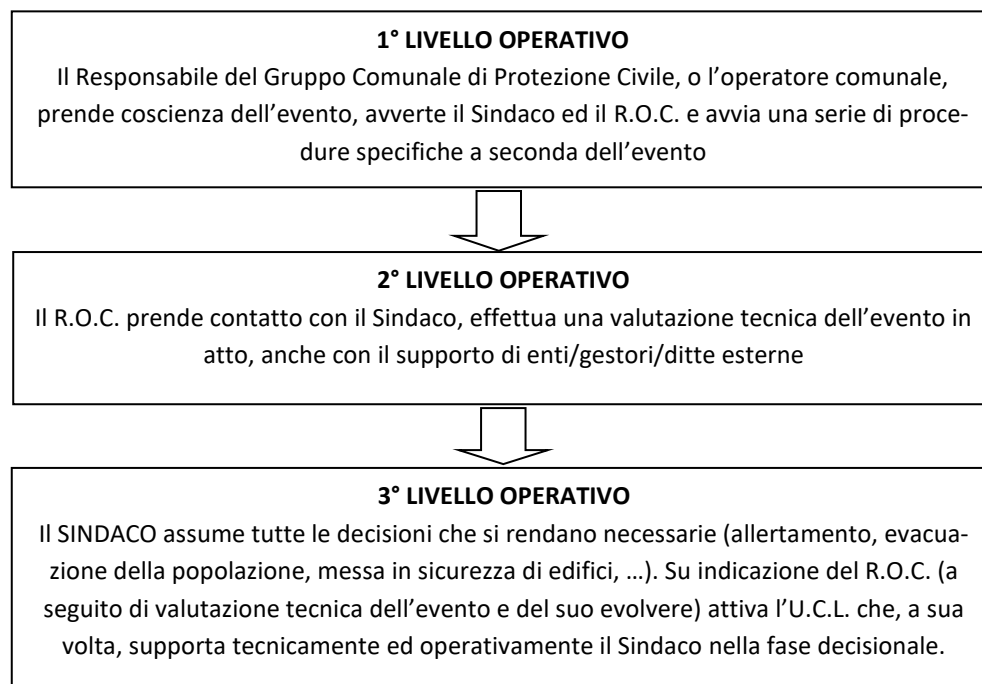 1° LIVELLO OPERATIVO
Il Responsabile del Gruppo Comunale di Protezione Civile, o l’operatore comunale,
prende coscienza dell’evento, avverte il Sindaco ed il R.O.C. e avvia una serie di proce-
dure specifiche a seconda dell’evento
2° LIVELLO OPERATIVO
Il R.O.C. prende contatto con il Sindaco, effettua una valutazione tecnica dell’evento in
atto, anche con il supporto di enti/gestori/ditte esterne
3° LIVELLO OPERATIVO
Il SINDACO assume tutte le decisioni che si rendano necessarie (allertamento, evacua-
zione della popolazione, messa in sicurezza di edifici, …). Su indicazione del R.O.C. (a
seguito di valutazione tecnica dell’evento e del suo evolvere) attiva l’U.C.L. che, a sua
volta, supporta tecnicamente ed operativamente il Sindaco nella fase decisionale.